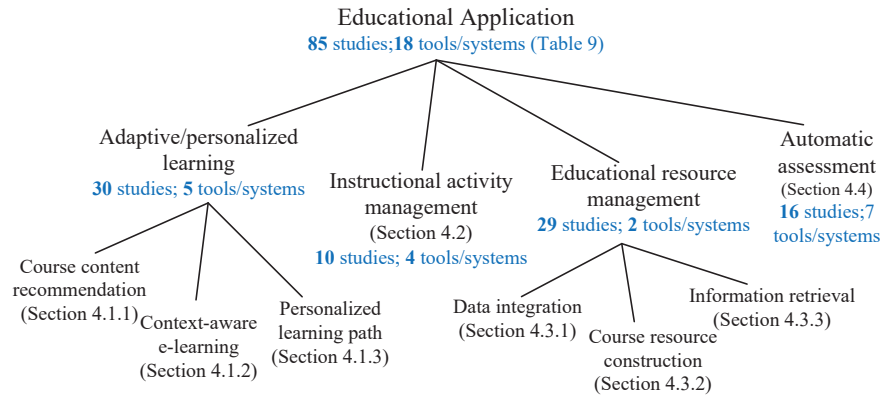 Educational Application
85 studies;18 tools/systems (Table 9)
Adaptive/personalized
learning
30 studies; 5 tools/systems
Instructional activity
management
(Section 4.2)
10 studies; 4 tools/systems
Educational resource
management
29 studies; 2 tools/systems
Automatic
assessment
(Section 4.4)
16 studies;7
tools/systems
Course content
recommendation
(Section 4.1.1)
Context-aware
e-learning
(Section 4.1.2)
Personalized
learning path
(Section 4.1.3)
Data integration
(Section 4.3.1)
Course resource
construction
(Section 4.3.2)
Information retrieval
(Section 4.3.3)